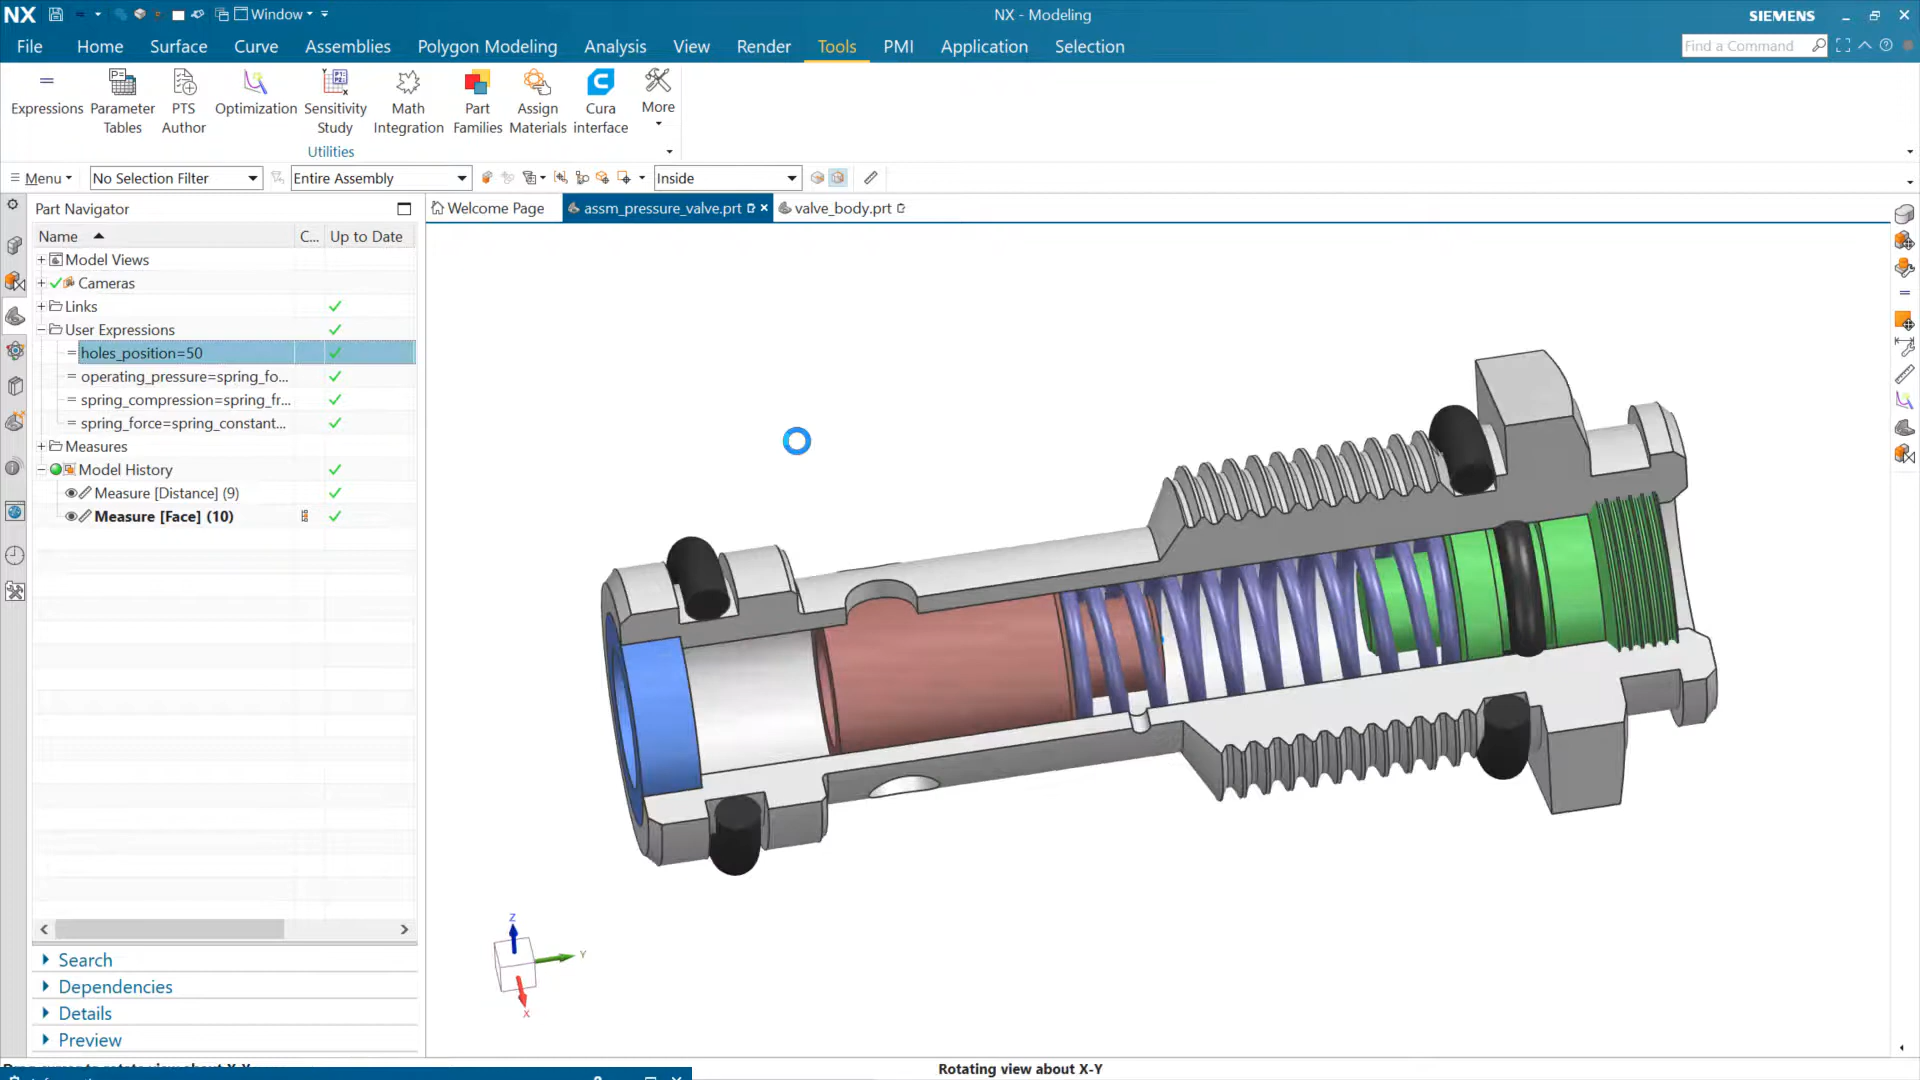 NX Window NX - Modeling SIEMENS
File Home Surface Curve Assemblies Polygon Modeling Analysis View Render Tools PMI Application Selection Find a Command
Expressions Parameter Tables PTS Author Optimization Sensitivity Study Math Integration Part Families Assign Materials Cura interface More
Utilities
Menu No Selection Filter Entire Assembly Inside
Part Navigator
Welcome Page assm_pressure_valve.prt valve_body.prt
Name C... Up to Date
Model Views
Cameras
Links
User Expressions
holes_position=50
operating_pressure=spring_fo...
spring_compression=spring_fr...
spring_force=spring_constant...
Measures
Model History
Measure [Distance] (9)
Measure [Face] (10)
Z
Y
X
Search
Dependencies
Details
Preview
Rotating view about X-Y